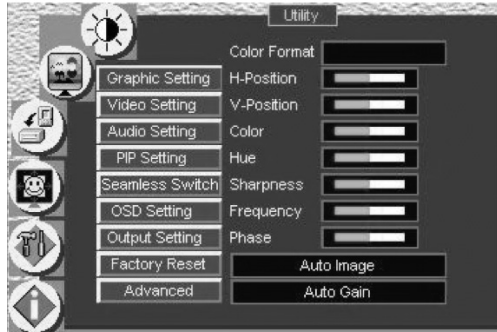 Utility
Color Format
Graphic Setting H-Position
Video Setting V-Position
Audio Setting Color
PIP Setting Hue
Seamless Switch Sharpness
OSD Setting Frequency
Output Setting Phase
Factory Reset Auto Image
Advanced Auto Gain